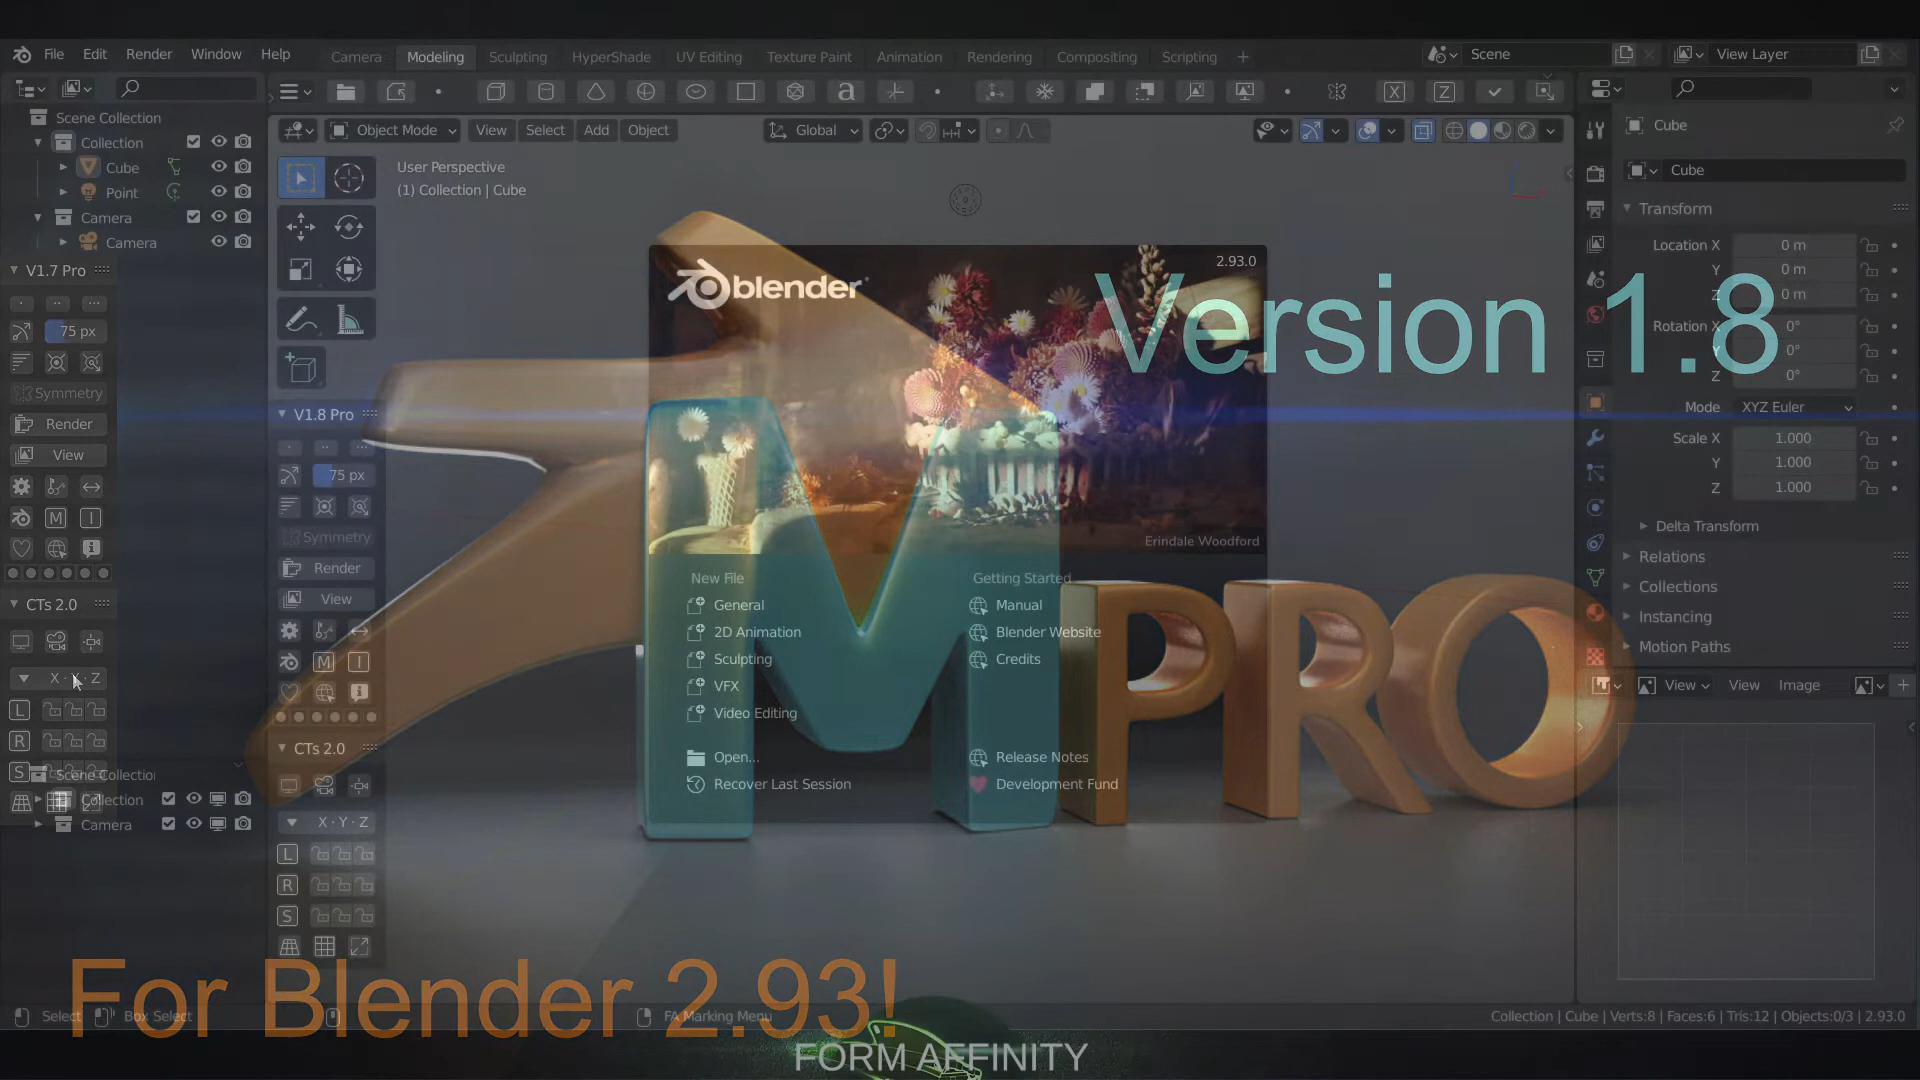 File Edit Render Window Help
Camera Modeling Sculpting HyperShade UV Editing Texture Paint Animation Rendering Compositing Scripting +
Scene
View Layer
Scene Collection
Collection
Cube
Point
Camera
Camera
V1.7 Pro
75 px
Symmetry
Render
View
M I
CTs 2.0
X · Y · Z
L
R
S
Scene Collection
Collection
Camera
a
X Z
Object Mode View Select Add Object
Global
User Perspective
(1) Collection | Cube
V1.8 Pro
75 px
Symmetry
Render
View
M I
CTs 2.0
X · Y · Z
L
R
S
blender
2.93.0
Erindale Woodford
New File
General
2D Animation
Sculpting
VFX
Video Editing
Open...
Recover Last Session
Getting Started
Manual
Blender Website
Credits
Release Notes
Development Fund
Version 1.8
MPRO
Cube
Cube
Transform
Location X 0 m
Y 0 m
Z 0 m
Rotation X 0°
Y 0°
Z 0°
Mode XYZ Euler
Scale X 1.000
Y 1.000
Z 1.000
Delta Transform
Relations
Collections
Instancing
Motion Paths
View View Image
For Blender 2.93!
Select Box Select FA Marking Menu
Collection | Cube | Verts:8 | Faces:6 | Tris:12 | Objects:0/3 | 2.93.0
FORM AFFINITY